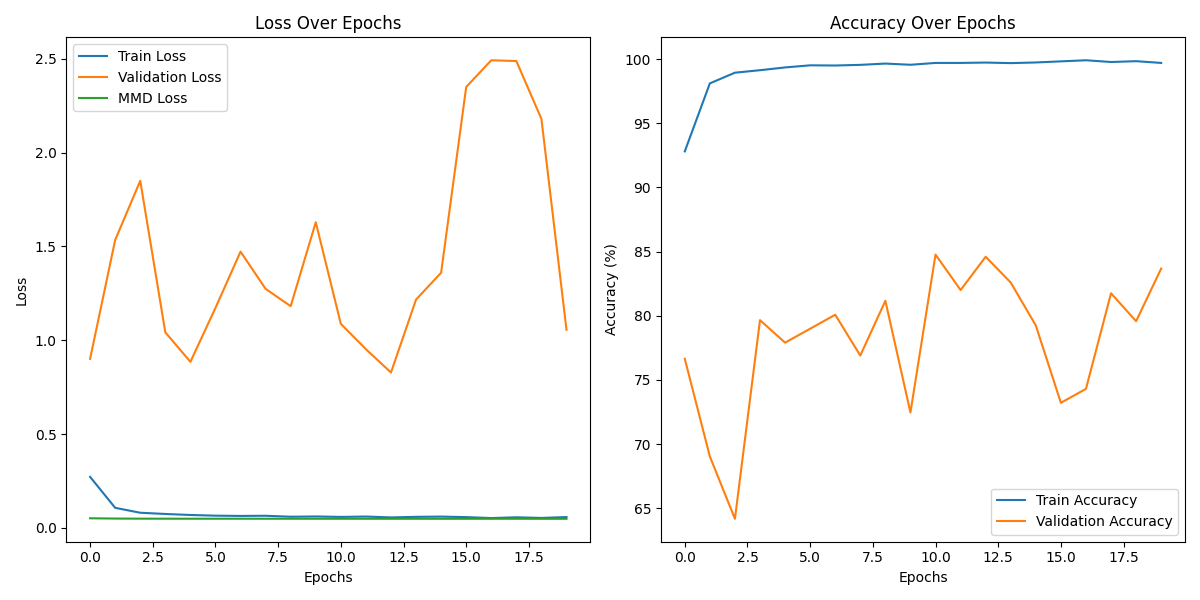 Loss Over Epochs
Train Loss
Validation Loss
MMD Loss
2.5
2.0
1.5
1.0
0.5
0.0
Loss
0.0 2.5 5.0 7.5 10.0 12.5 15.0 17.5
Epochs
Accuracy Over Epochs
100
95
90
85
80
75
70
65
Accuracy (%)
Train Accuracy
Validation Accuracy
0.0 2.5 5.0 7.5 10.0 12.5 15.0 17.5
Epochs